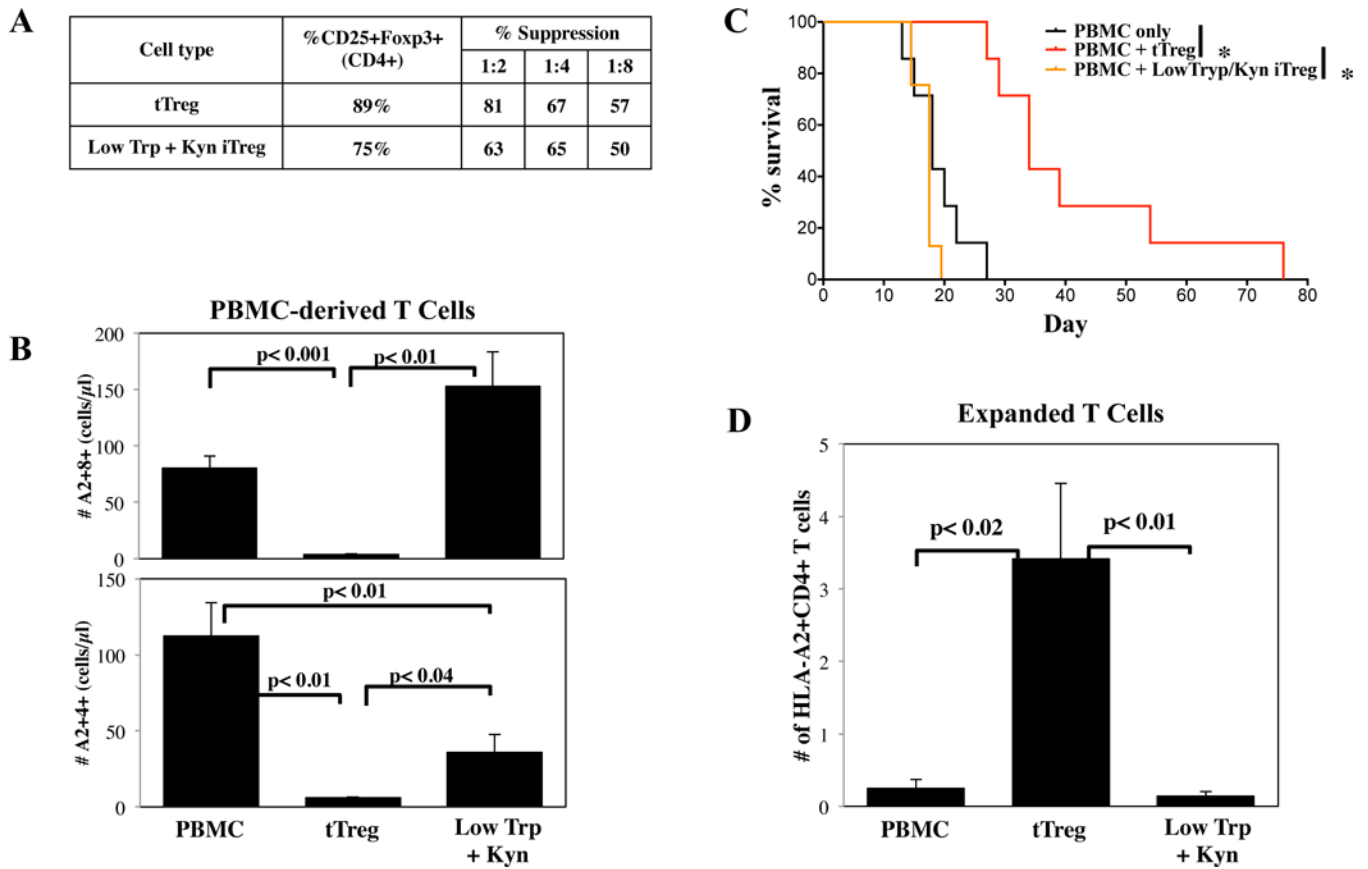 A
Cell type
%CD25+Foxp3+
(CD4+)
% Suppression
1:2 1:4 1:8
tTreg 89% 81 67 57
Low Trp + Kyn iTreg 75% 63 65 50
C
100
80
60
40
20
0
% survival
PBMC only
PBMC + tTreg *
PBMC + LowTryp/Kyn iTreg *
0 10 20 30 40 50 60 70 80
Day
B
PBMC-derived T Cells
# A2+8+ (cells/µl)
200
150
100
50
0
p< 0.001 p< 0.01
# A2+4+ (cells/µl)
150
100
50
0
p< 0.01
p< 0.01 p< 0.04
PBMC tTreg Low Trp
+ Kyn
D
Expanded T Cells
# of HLA-A2+CD4+ T cells
5
4
3
2
1
0
p< 0.02 p< 0.01
PBMC tTreg Low Trp
+ Kyn